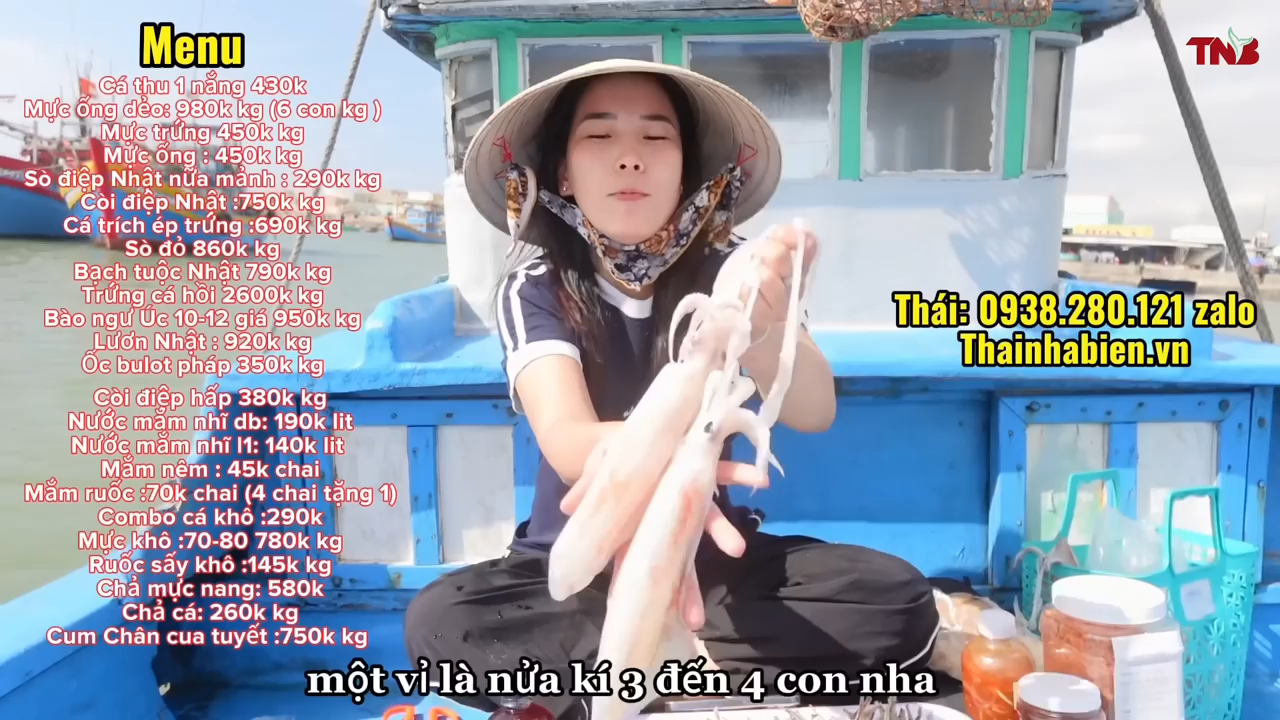 Menu
Cá thu 1 nắng 430k
Mực ống dẻo: 980k kg (6 con kg )
Mực trứng 450k kg
Mực ống : 450k kg
Sò điệp Nhật nữa mảnh : 290k kg
Còi điệp Nhật :750k kg
Cá trích ép trứng :690k kg
Sò đỏ 860k kg
Bạch tuộc Nhật 790k kg
Trứng cá hồi 2600k kg
Bào ngư Úc 10-12 giá 950k kg
Lươn Nhật : 920k kg
Ốc bulot pháp 350k kg
Còi điệp hấp 380k kg
Nước mắm nhĩ db: 190k lit
Nước mắm nhĩ l1: 140k lit
Mắm nêm : 45k chai
Mắm ruốc :70k chai (4 chai tặng 1)
Combo cá khô :290k
Mực khô :70-80 780k kg
Ruốc sấy khô :145k kg
Chả mực nang: 580k
Chả cá: 260k kg
Cum Chân cua tuyết :750k kg
TNB
Thái: 0938.280.121 zalo
Thainhabien.vn
một vỉ là nửa kí 3 đến 4 con nha